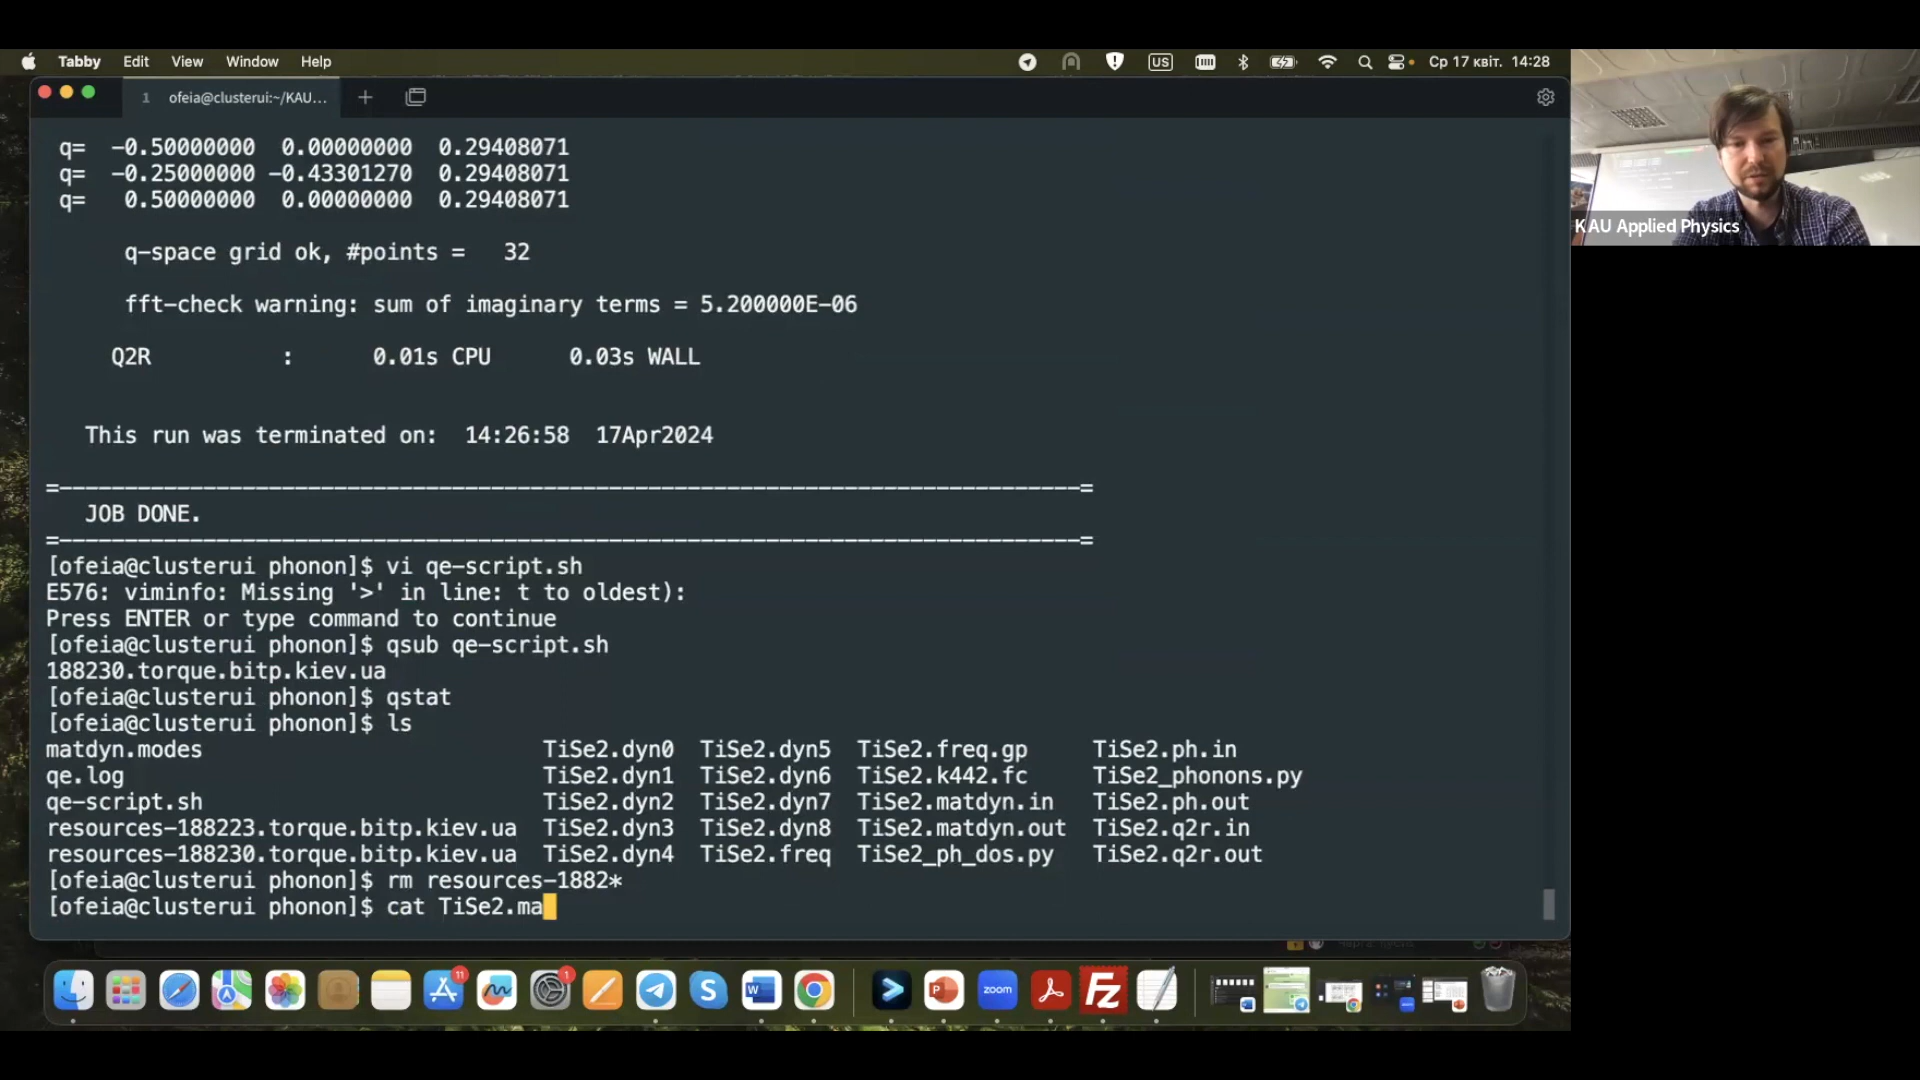 Tabby Edit View Window Help US Ср 17 квіт. 14:28
1 ofeia@clusterui:~/KAU...
q= -0.50000000 0.00000000 0.29408071
q= -0.25000000 -0.43301270 0.29408071
q= 0.50000000 0.00000000 0.29408071
q-space grid ok, #points = 32
fft-check warning: sum of imaginary terms = 5.200000E-06
Q2R : 0.01s CPU 0.03s WALL
This run was terminated on: 14:26:58 17Apr2024
=------------------------------------------------------------------------------=
JOB DONE.
=------------------------------------------------------------------------------=
[ofeia@clusterui phonon]$ vi qe-script.sh
E576: viminfo: Missing '>' in line: t to oldest):
Press ENTER or type command to continue
[ofeia@clusterui phonon]$ qsub qe-script.sh
188230.torque.bitp.kiev.ua
[ofeia@clusterui phonon]$ qstat
[ofeia@clusterui phonon]$ ls
matdyn.modes TiSe2.dyn0 TiSe2.dyn5 TiSe2.freq.gp TiSe2.ph.in
qe.log TiSe2.dyn1 TiSe2.dyn6 TiSe2.k442.fc TiSe2_phonons.py
qe-script.sh TiSe2.dyn2 TiSe2.dyn7 TiSe2.matdyn.in TiSe2.ph.out
resources-188223.torque.bitp.kiev.ua TiSe2.dyn3 TiSe2.dyn8 TiSe2.matdyn.out TiSe2.q2r.in
resources-188230.torque.bitp.kiev.ua TiSe2.dyn4 TiSe2.freq TiSe2_ph_dos.py TiSe2.q2r.out
[ofeia@clusterui phonon]$ rm resources-1882*
[ofeia@clusterui phonon]$ cat TiSe2.ma
KAU Applied Physics
11
1
W
P
zoom
Fz